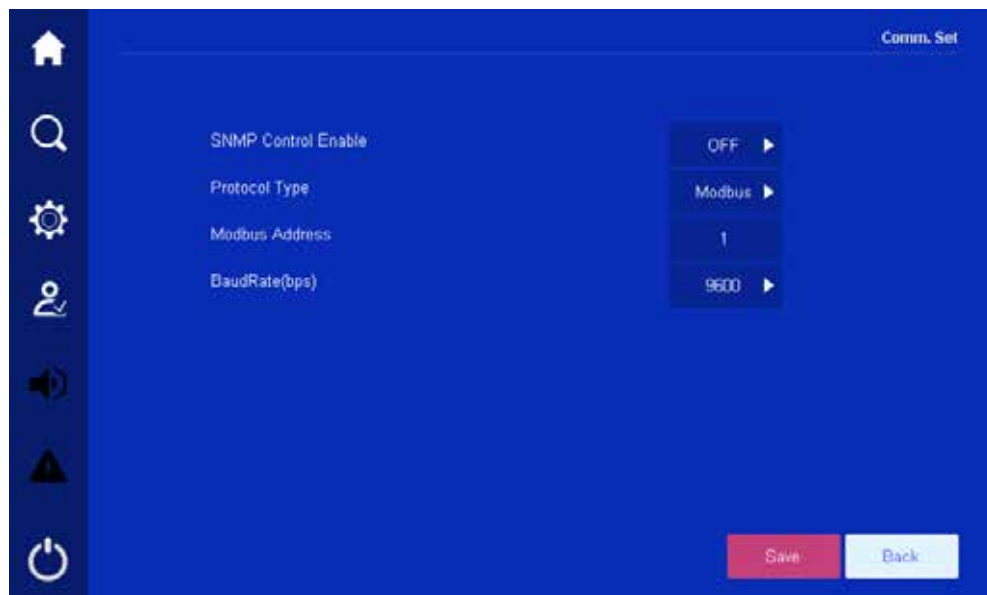 Comm. Set
SNMP Control Enable OFF
Protocol Type Modbus
Modbus Address 1
BaudRate(bps) 9600
Save Back